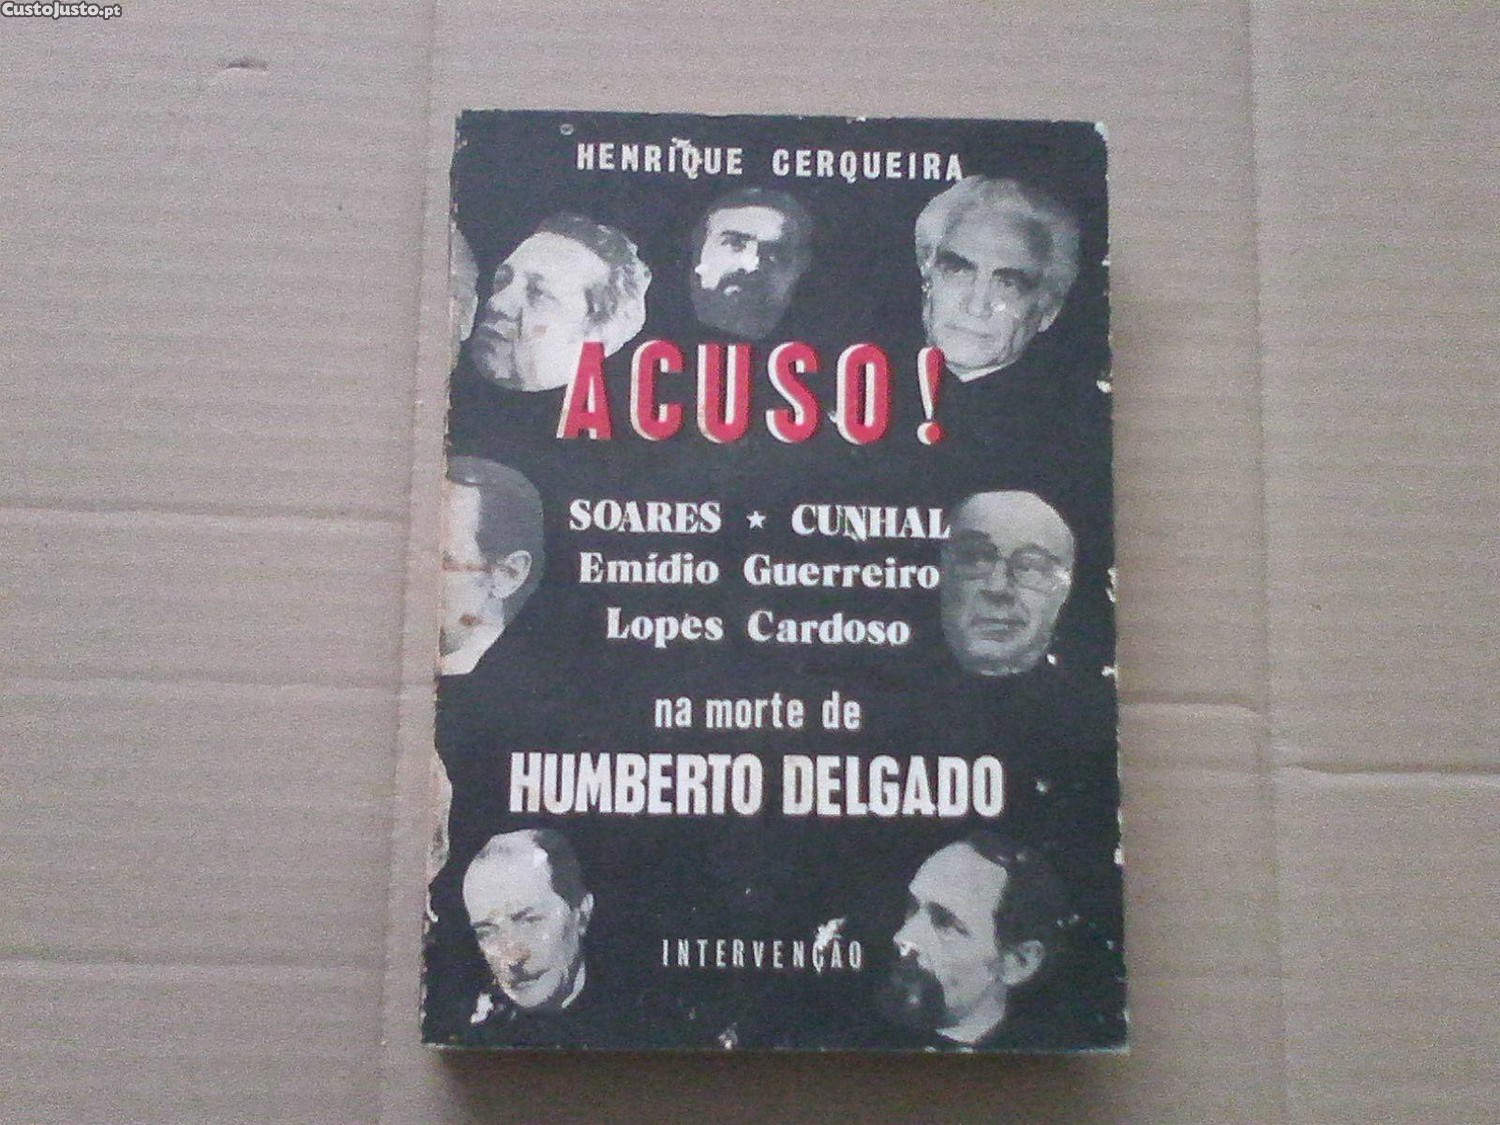 CustoJusto.pt
HENRIQUE CERQUEIRA
ACUSO!
SOARES ★ CUNHAL
Emídio Guerreiro
Lopes Cardoso
na morte de
HUMBERTO DELGADO
INTERVENÇÃO